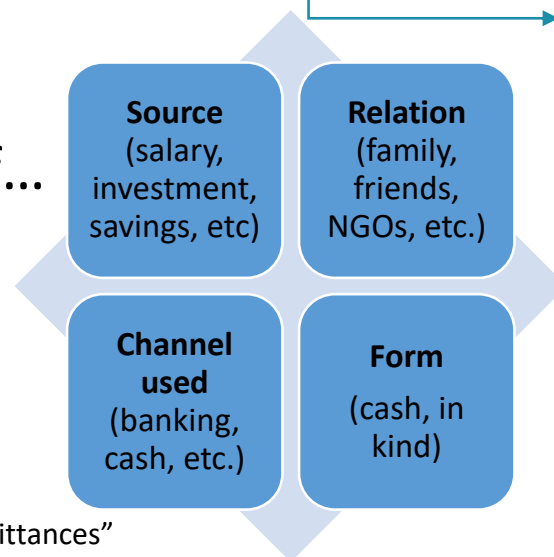 Source
(salary,
investment,
savings, etc)
Relation
(family,
friends,
NGOs, etc.)
...
Channel
used
(banking,
cash, etc.)
Form
(cash, in
kind)
ittances”